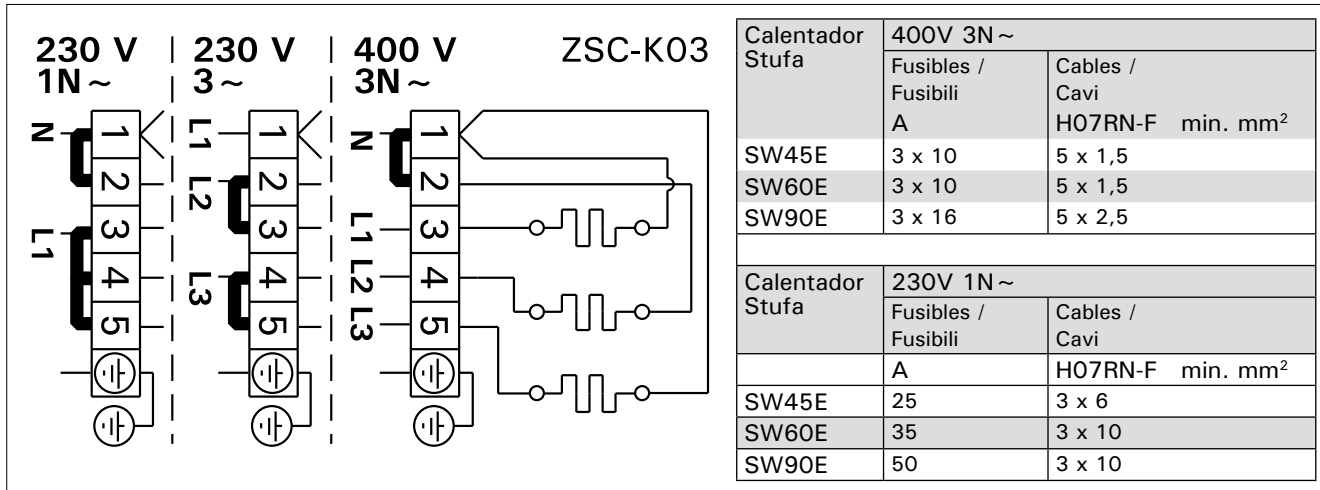 230 V 230 V 400 V ZSC-K03
1N~ 3~ 3N~
N 1 L1 1 N 1
2 L2 2 2
L1 3 3 L1 3
4 L3 4 L2 4
5 5 L3 5
Calentador 400V 3N~
Stufa Fusibles / Cables /
Fusibili Cavi
A H07RN-F min. mm²
SW45E 3 x 10 5 x 1,5
SW60E 3 x 10 5 x 1,5
SW90E 3 x 16 5 x 2,5
Calentador 230V 1N~
Stufa Fusibles / Cables /
Fusibili Cavi
A H07RN-F min. mm²
SW45E 25 3 x 6
SW60E 35 3 x 10
SW90E 50 3 x 10